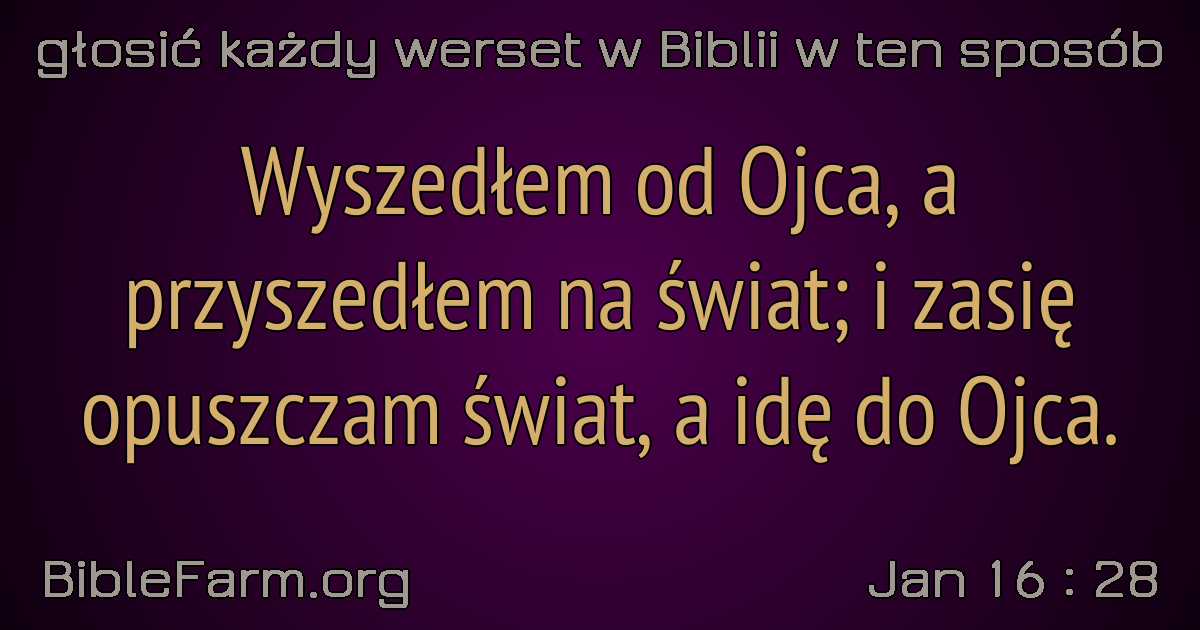 głosić każdy werset w Biblii w ten sposób
Wyszedłem od Ojca, a
przyszedłem na świat; i zasię
opuszczam świat, a idę do Ojca.
BibleFarm.org
Jan 16 : 28